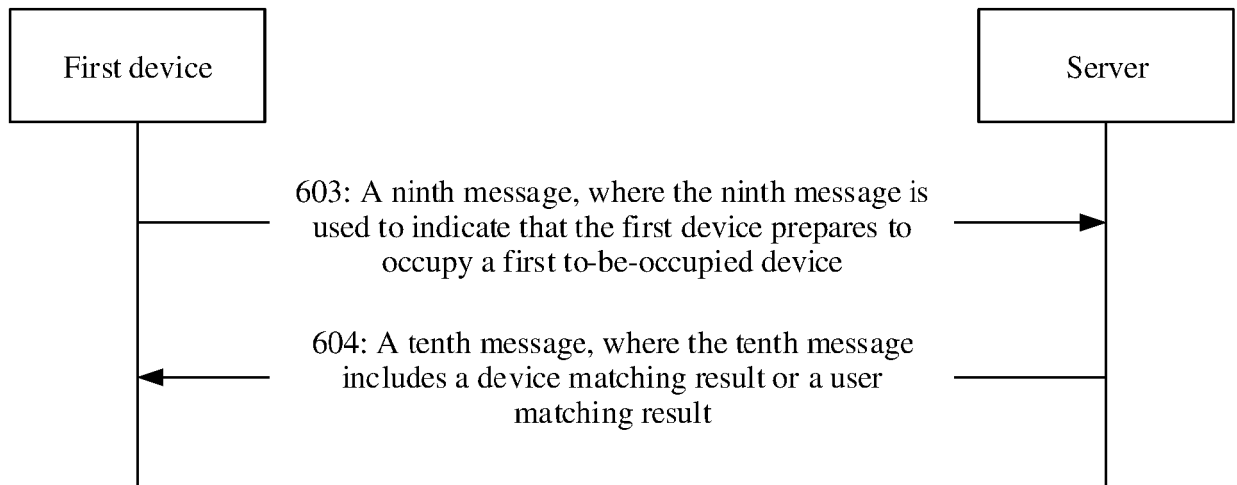 First device
Server
603: A ninth message, where the ninth message is
used to indicate that the first device prepares to
occupy a first to-be-occupied device
604: A tenth message, where the tenth message
includes a device matching result or a user
matching result